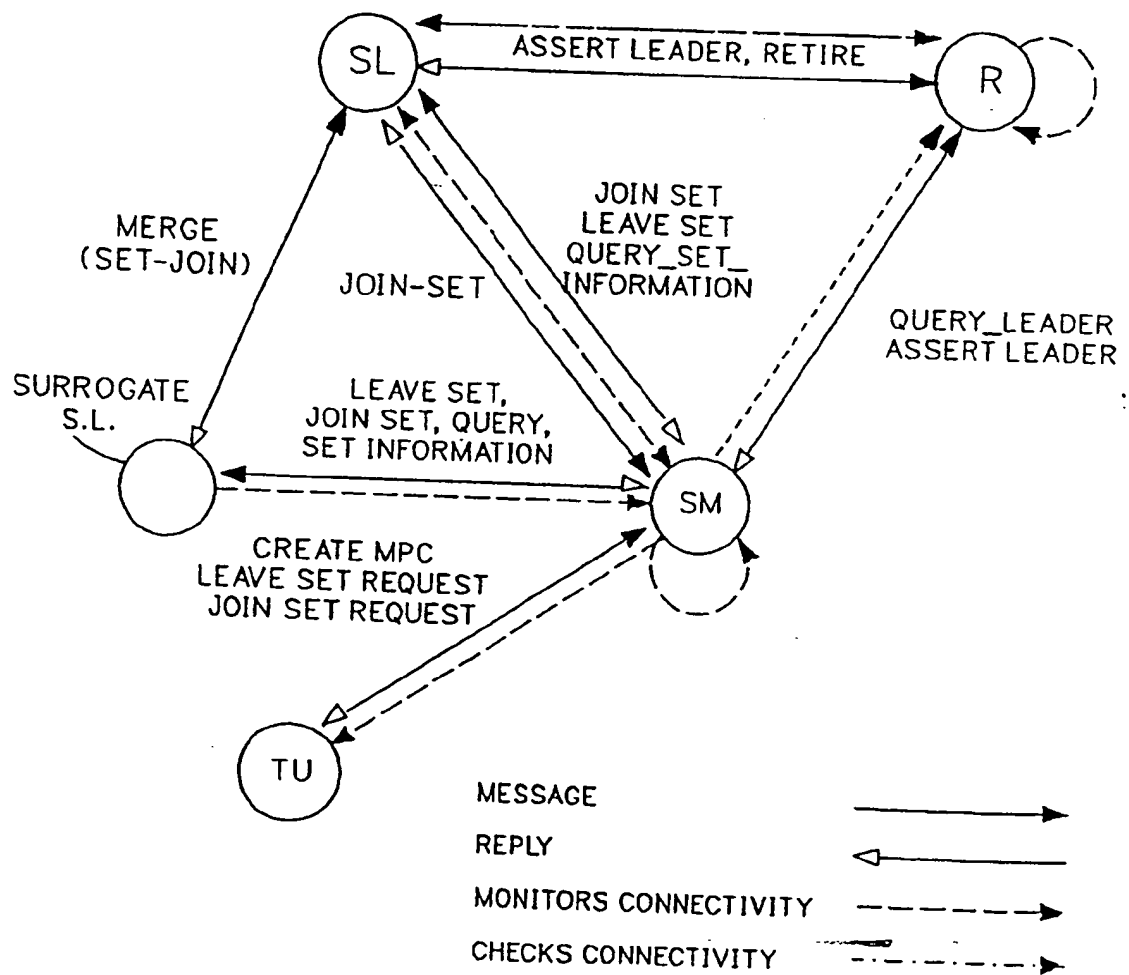 SL
ASSERT LEADER, RETIRE
R
MERGE
(SET-JOIN)
JOIN-SET
JOIN SET
LEAVE SET
QUERY_SET_
INFORMATION
QUERY_LEADER
ASSERT LEADER
SURROGATE
S.L.
LEAVE SET,
JOIN SET, QUERY,
SET INFORMATION
SM
CREATE MPC
LEAVE SET REQUEST
JOIN SET REQUEST
TU
MESSAGE
REPLY
MONITORS CONNECTIVITY
CHECKS CONNECTIVITY